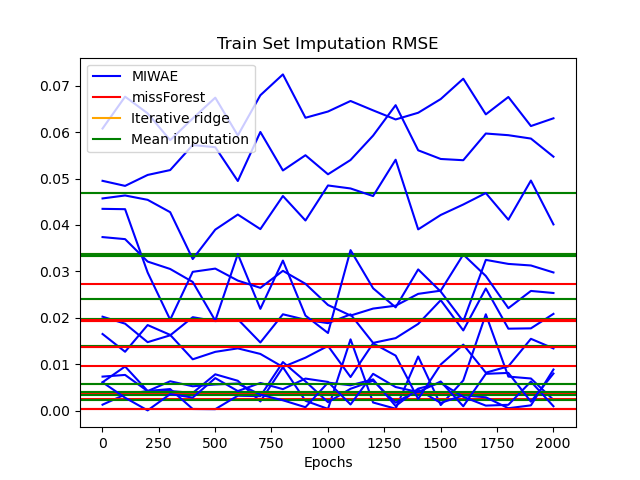 Train Set Imputation RMSE
MIWAE
missForest
Iterative ridge
Mean imputation
0.07
0.06
0.05
0.04
0.03
0.02
0.01
0.00
0 250 500 750 1000 1250 1500 1750 2000
Epochs